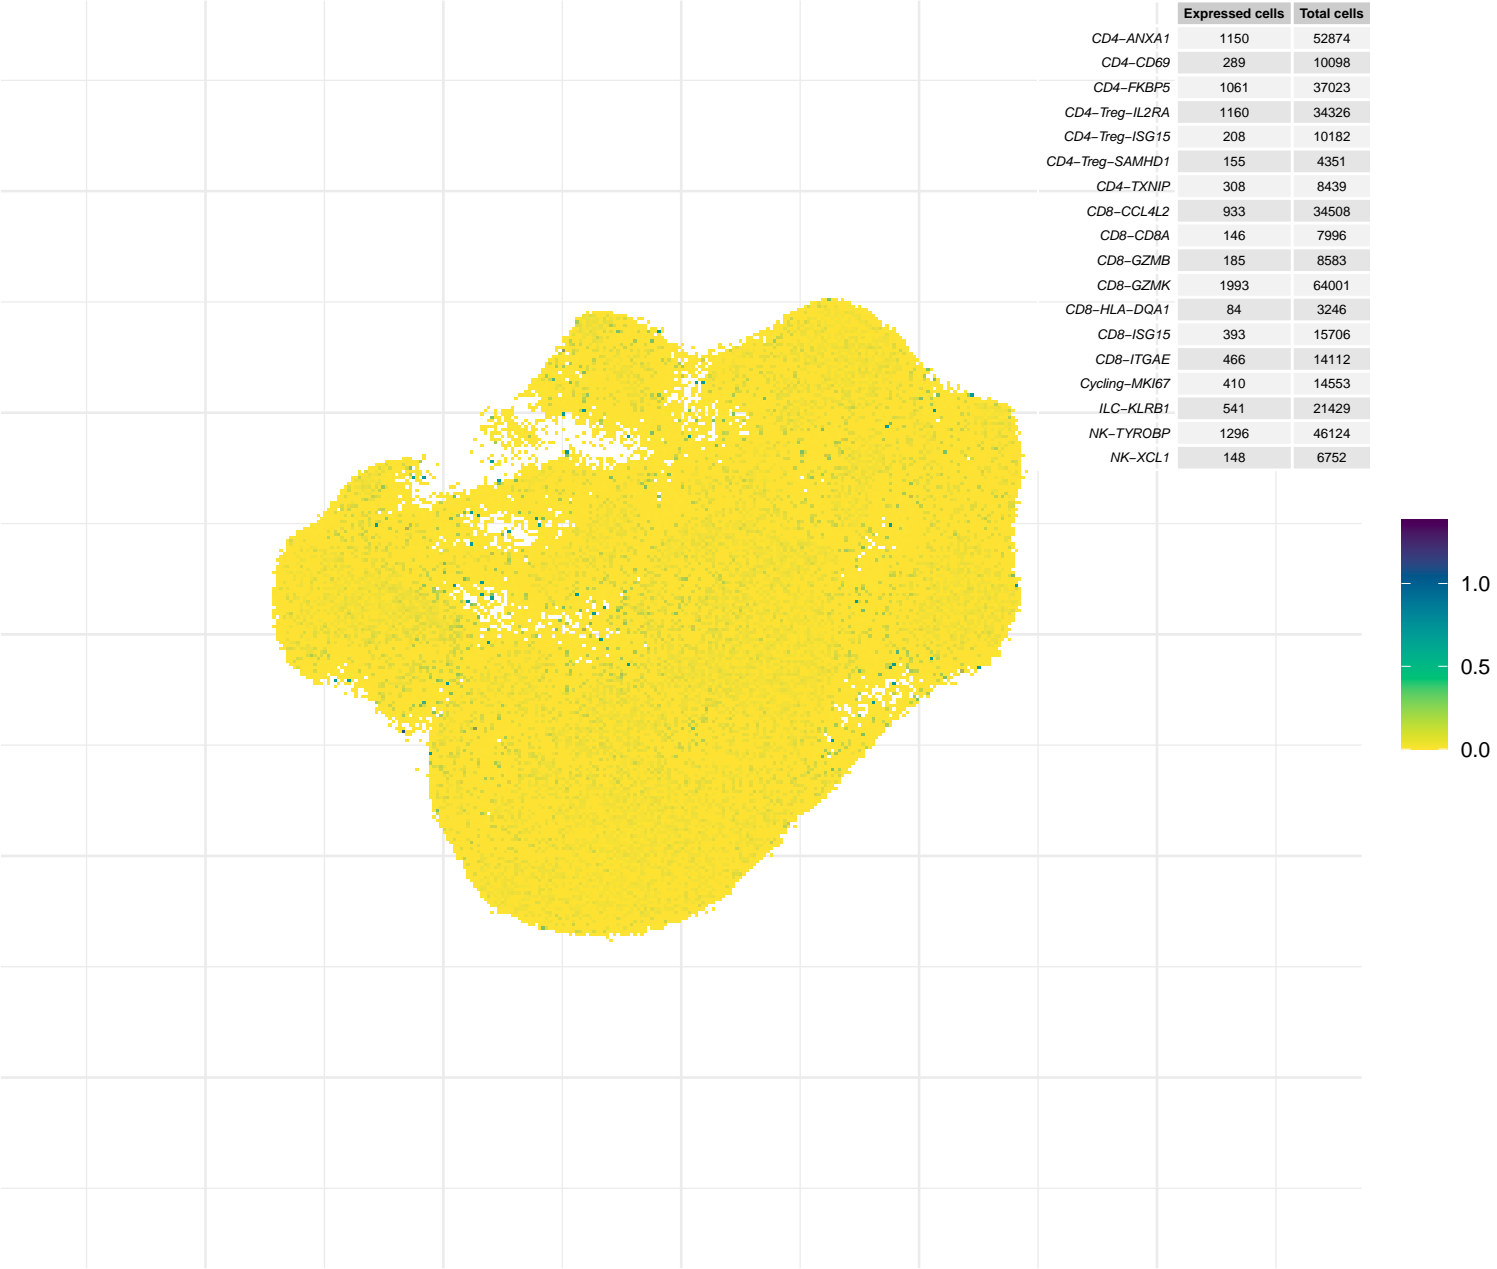 Expressed cells Total cells
CD4−ANXA1 1150 52874
CD4−CD69 289 10098
CD4−FKBP5 1061 37023
CD4−Treg−IL2RA 1160 34326
CD4−Treg−ISG15 208 10182
CD4−Treg−SAMHD1 155 4351
CD4−TXNIP 308 8439
CD8−CCL4L2 933 34508
CD8−CD8A 146 7996
CD8−GZMB 185 8583
CD8−GZMK 1993 64001
CD8−HLA−DQA1 84 3246
CD8−ISG15 393 15706
CD8−ITGAE 466 14112
Cycling−MKI67 410 14553
ILC−KLRB1 541 21429
NK−TYROBP 1296 46124
NK−XCL1 148 6752
1.0
0.5
0.0